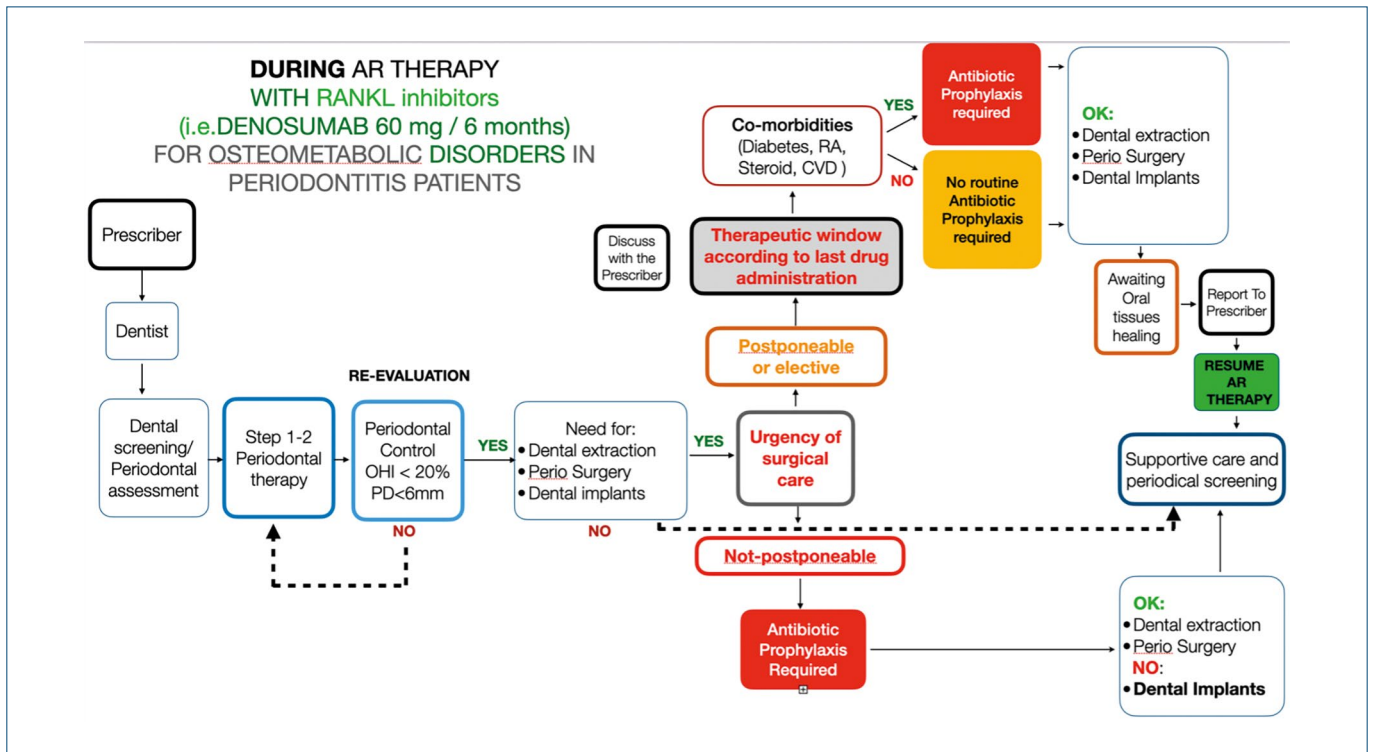 DURING AR THERAPY
WITH RANKL inhibitors
(i.e.DENOSUMAB 60 mg / 6 months)
FOR OSTEOMETABOLIC DISORDERS IN
PERIODONTITIS PATIENTS
Prescriber
Dentist
Dental
screening/
Periodontal
assessment
Step 1-2
Periodontal
therapy
RE-EVALUATION
Periodontal
Control
OHI < 20%
PD<6mm
NO
YES
Need for:
• Dental extraction
• Perio Surgery
• Dental implants
NO
YES
Urgency of
surgical
care
Postponeable
or elective
Discuss
with the
Prescriber
Therapeutic window
according to last drug
administration
Co-morbidities
(Diabetes, RA,
Steroid, CVD )
YES
NO
Antibiotic
Prophylaxis
required
No routine
Antibiotic
Prophylaxis
required
OK:
• Dental extraction
• Perio Surgery
• Dental Implants
Awaiting
Oral
tissues
healing
Report To
Prescriber
RESUME
AR
THERAPY
Supportive care and
periodical screening
Not-postponeable
Antibiotic
Prophylaxis
Required
OK:
• Dental extraction
• Perio Surgery
NO:
• Dental Implants